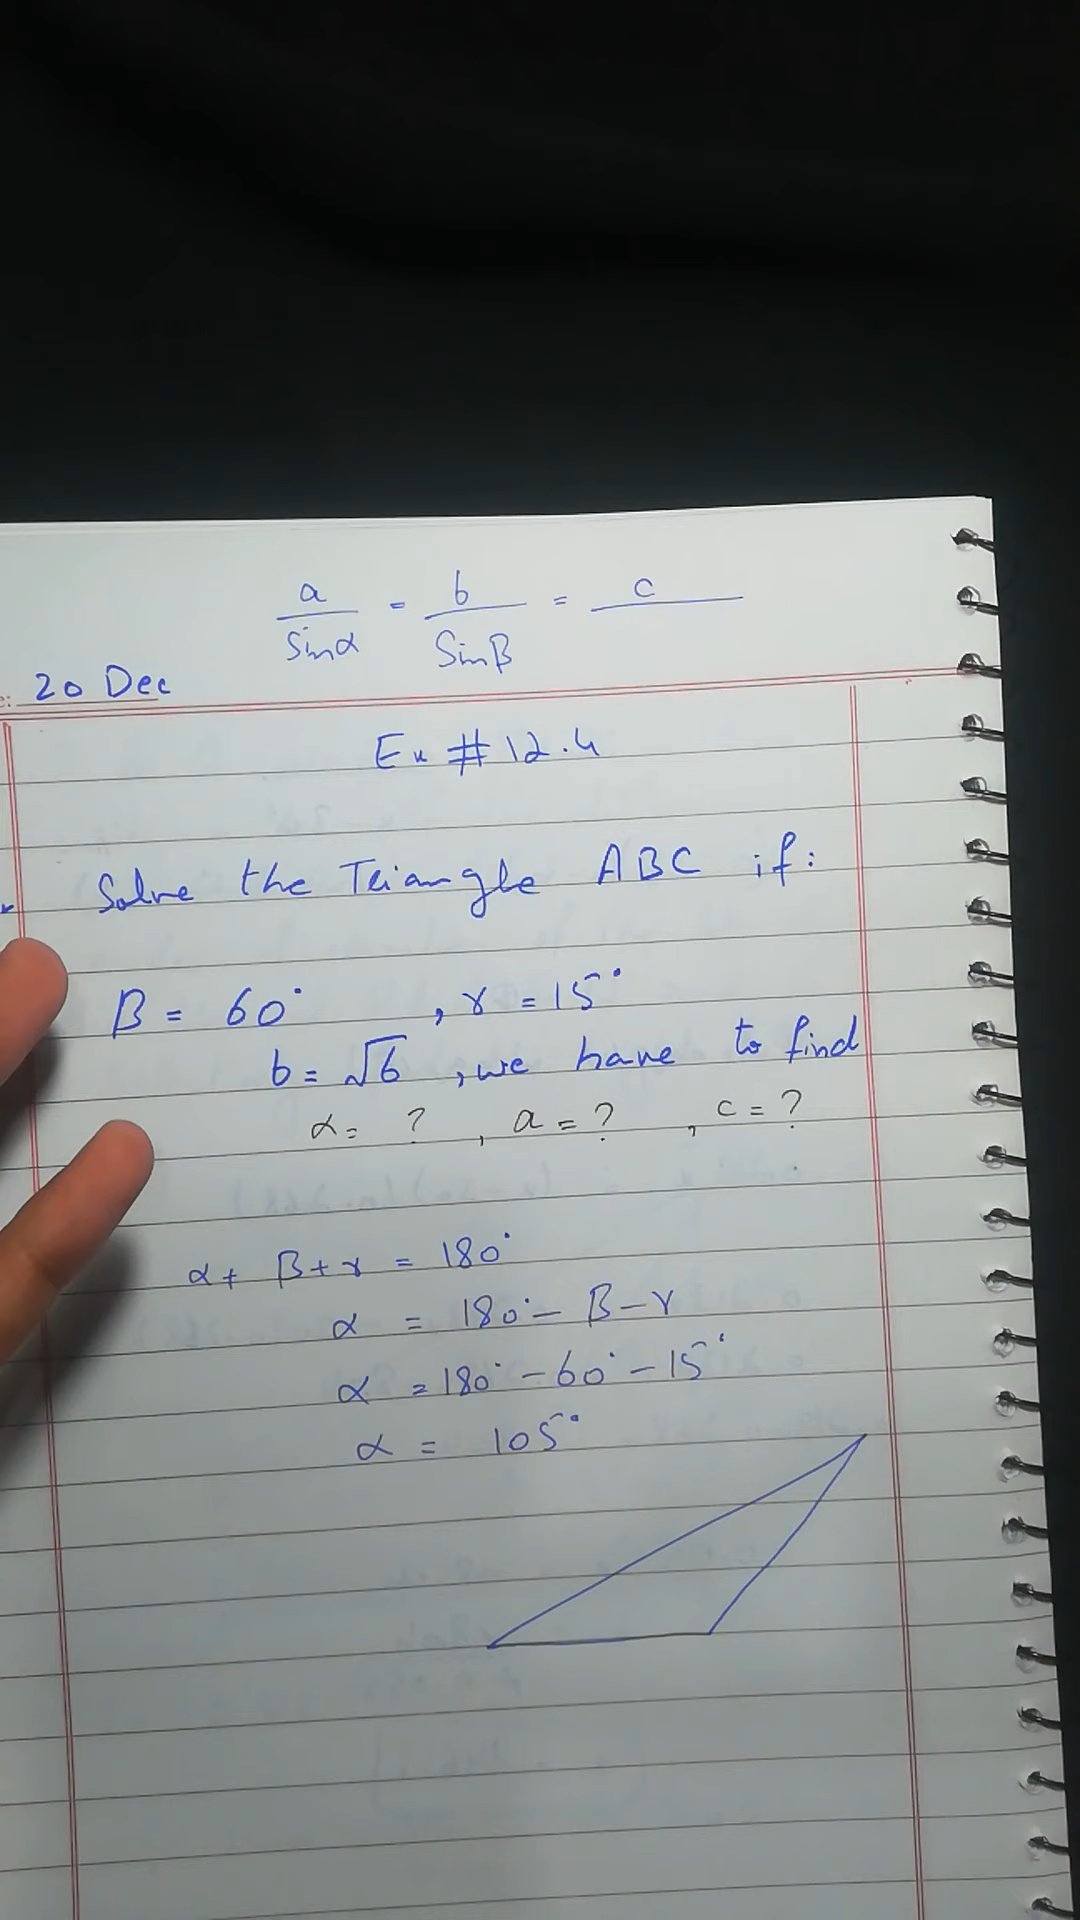 a/Sinα = b/Sinβ = c/
e: 20 Dec
Ex # 12.4
Solve the Triangle ABC if:
β = 60° , γ = 15°
b = √6 , we have to find
α = ? , a = ? , c = ?
α + β + γ = 180°
α = 180° - β - γ
α = 180° - 60° - 15°
α = 105°